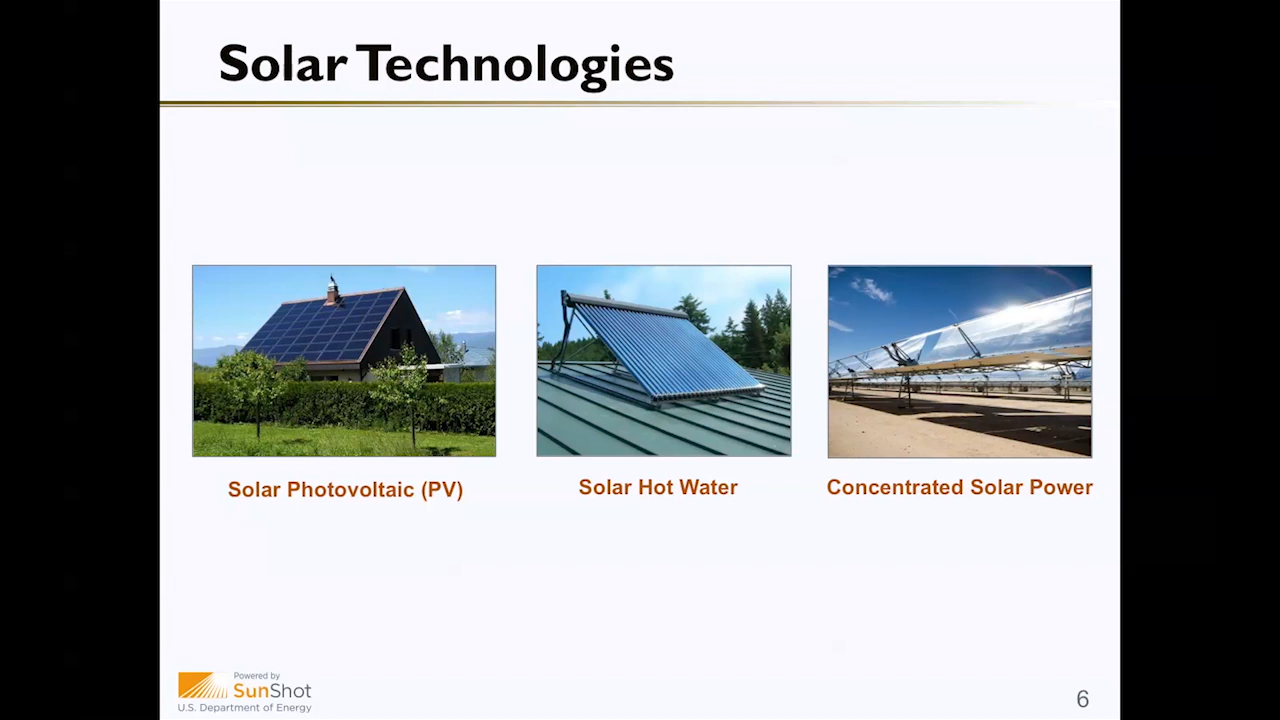 Solar Technologies
Solar Photovoltaic (PV)
Solar Hot Water
Concentrated Solar Power
Powered by
SunShot
U.S. Department of Energy
6